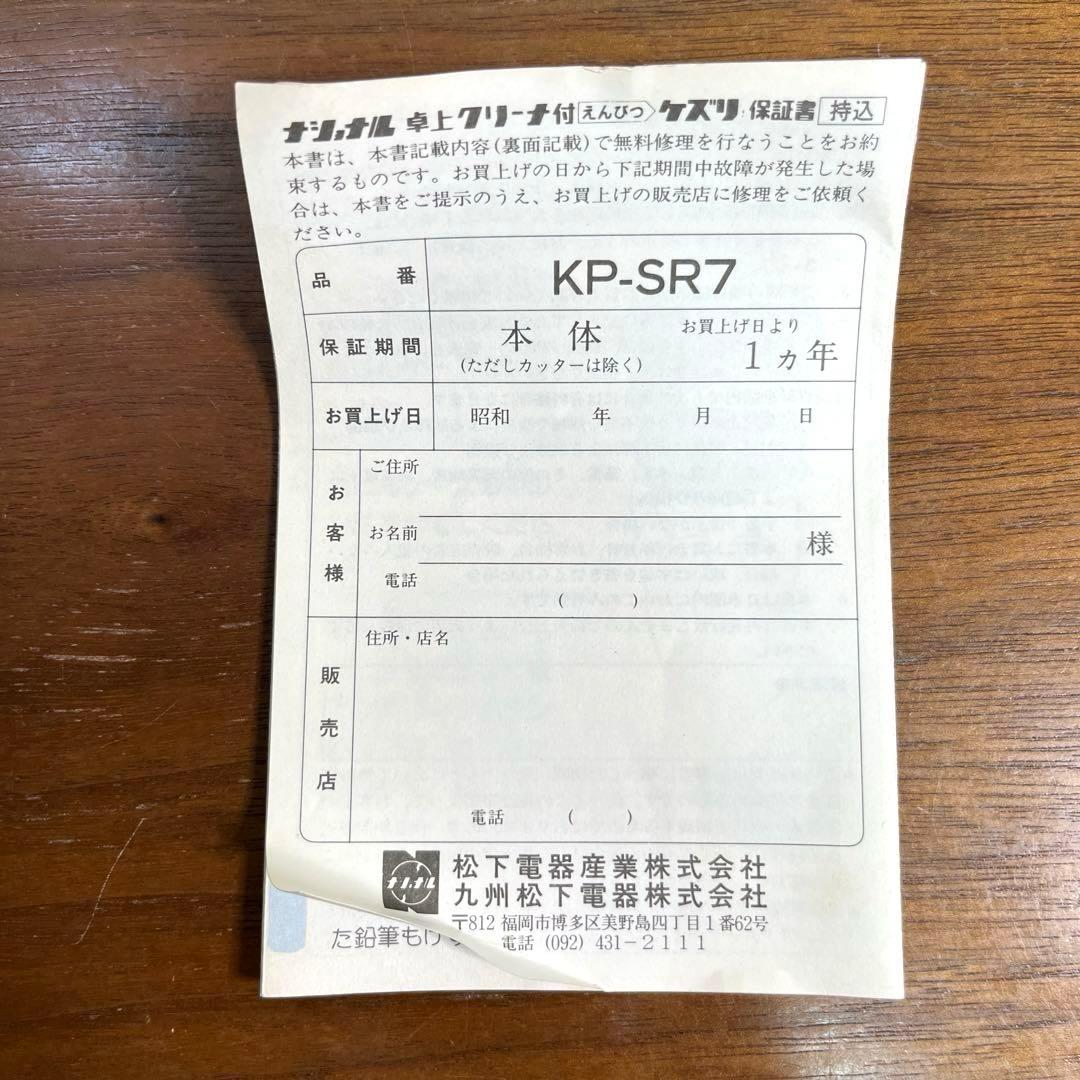 ナショナル 卓上クリーナ付 えんぴつ ケズリ 保証書 持込
本書は、本書記載内容(裏面記載)で無料修理を行なうことをお約
束するものです。お買上げの日から下記期間中故障が発生した場
合は、本書をご提示のうえ、お買上げの販売店に修理をご依頼く
ださい。
品番 KP-SR7
保証期間 本体 お買上げ日より
(ただしカッターは除く) 1ヵ年
お買上げ日 昭和 年 月 日
お客様
ご住所
お名前 様
電話 ( )
販売店
住所・店名
電話 ( )
ナショナル
松下電器産業株式会社
九州松下電器株式会社
〒812 福岡市博多区美野島四丁目1番62号
電話 (092) 431-2111
た鉛筆もけ